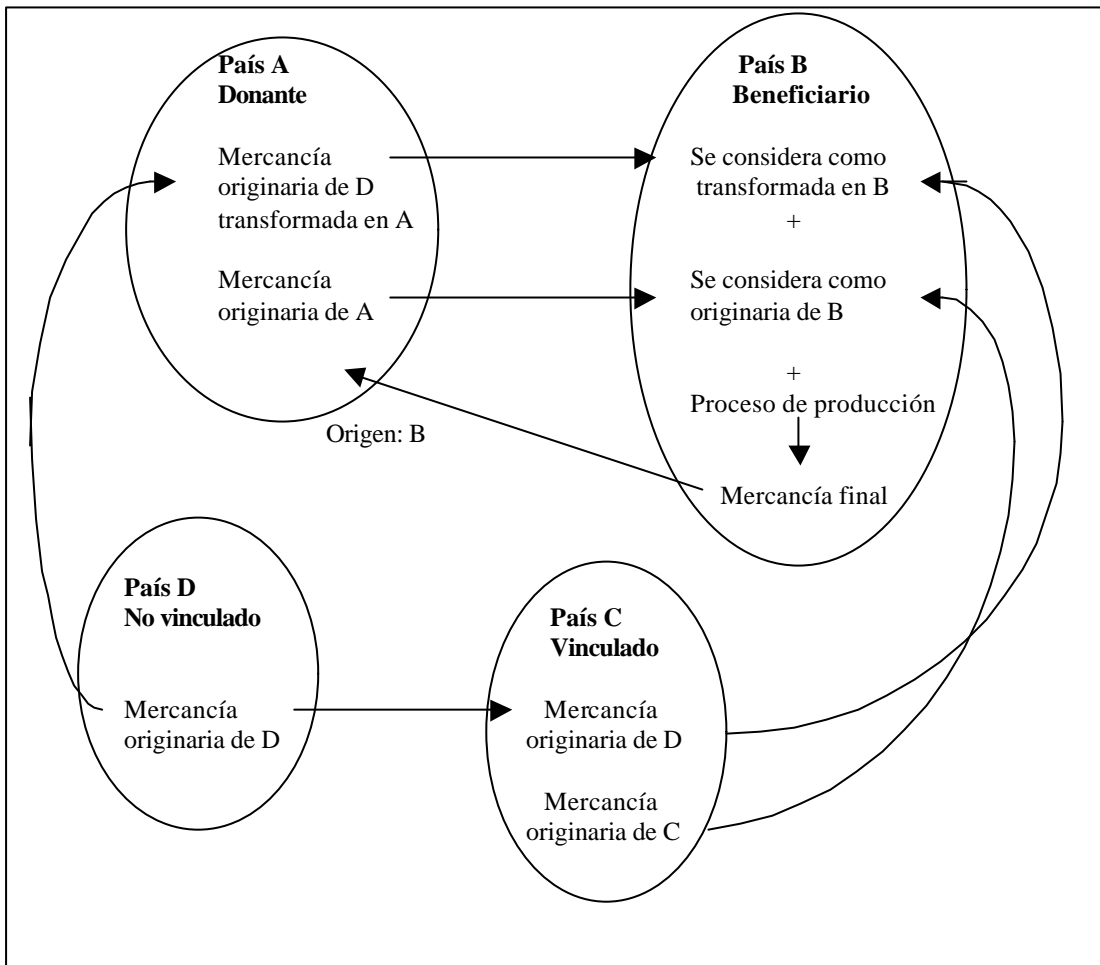 País A
Donante
Mercancía
originaria de D
transformada en A
Mercancía
originaria de A
País B
Beneficiario
Se considera como
transformada en B
+
Se considera como
originaria de B
+
Proceso de producción
Mercancía final
Origen: B
País D
No vinculado
Mercancía
originaria de D
País C
Vinculado
Mercancía
originaria de D
Mercancía
originaria de C